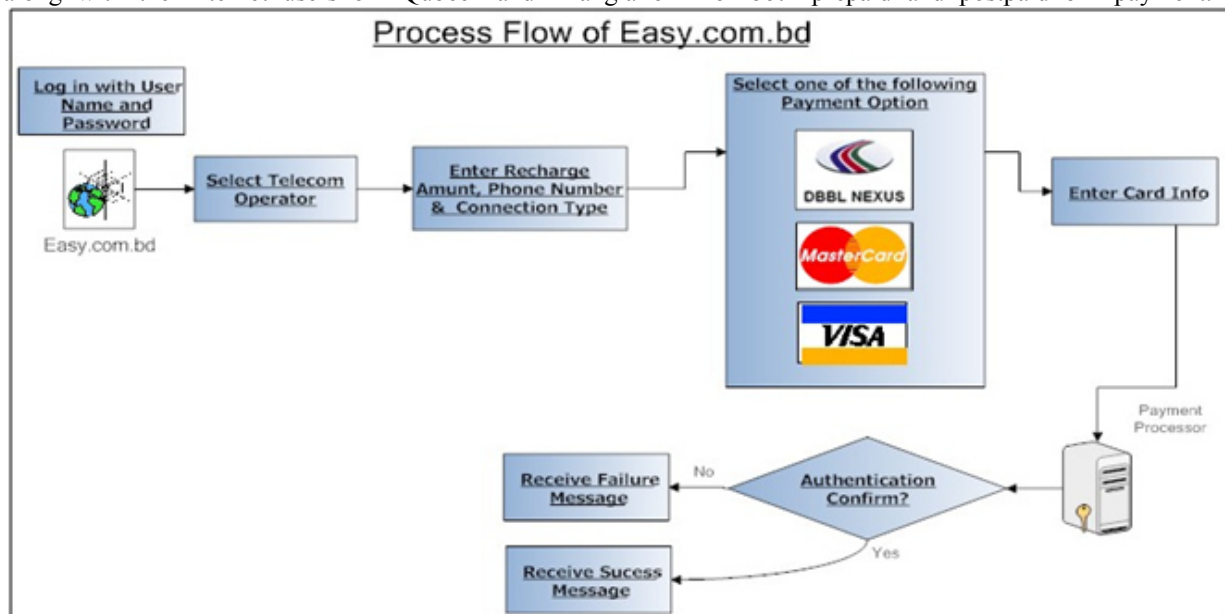 Process Flow of Easy.com.bd
Log in with User
Name and
Password
Easy.com.bd
Select Telecom
Operator
Enter Recharge
Amunt, Phone Number
& Connection Type
Select one of the following
Payment Option
DBBL NEXUS
MasterCard
VISA
Enter Card Info
Payment
Processor
Authentication
Confirm?
No
Receive Failure
Message
Yes
Receive Sucess
Message